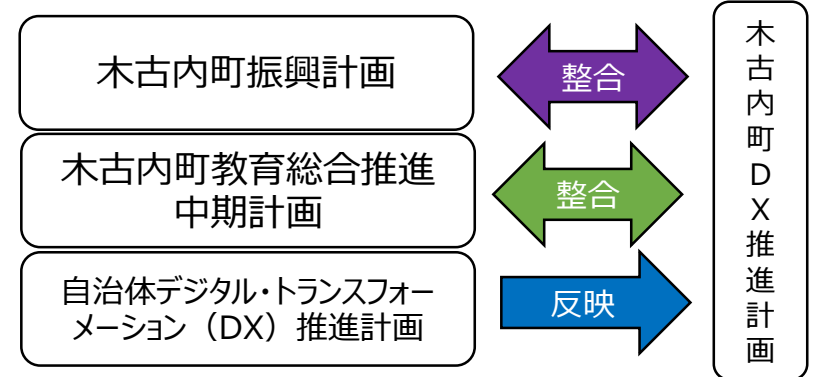 木古内町振興計画
整合
木古内町教育総合推進
中期計画
整合
自治体デジタル・トランスフォー
メーション（DX）推進計画
反映
木古内町DX推進計画